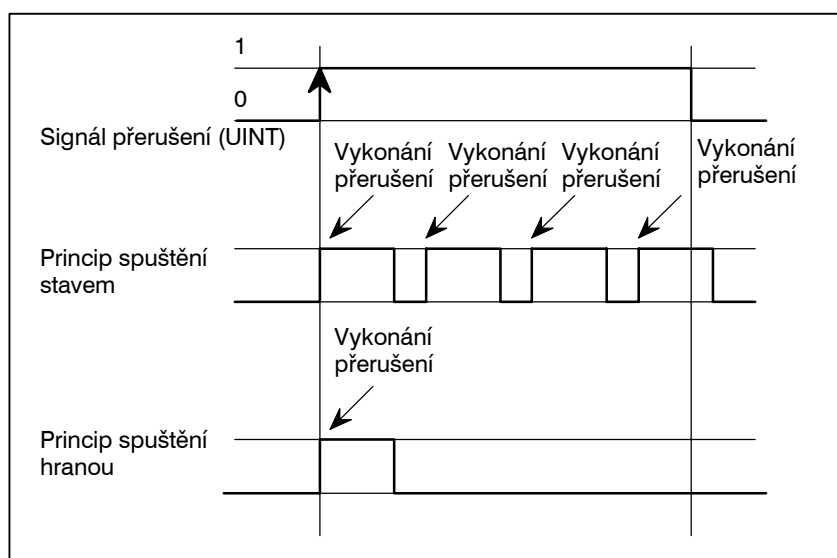 1
0
Signál přerušení (UINT)
Vykonání přerušení
Vykonání přerušení
Vykonání přerušení
Vykonání přerušení
Princip spuštění
stavem
Vykonání
přerušení
Princip spuštění
hranou